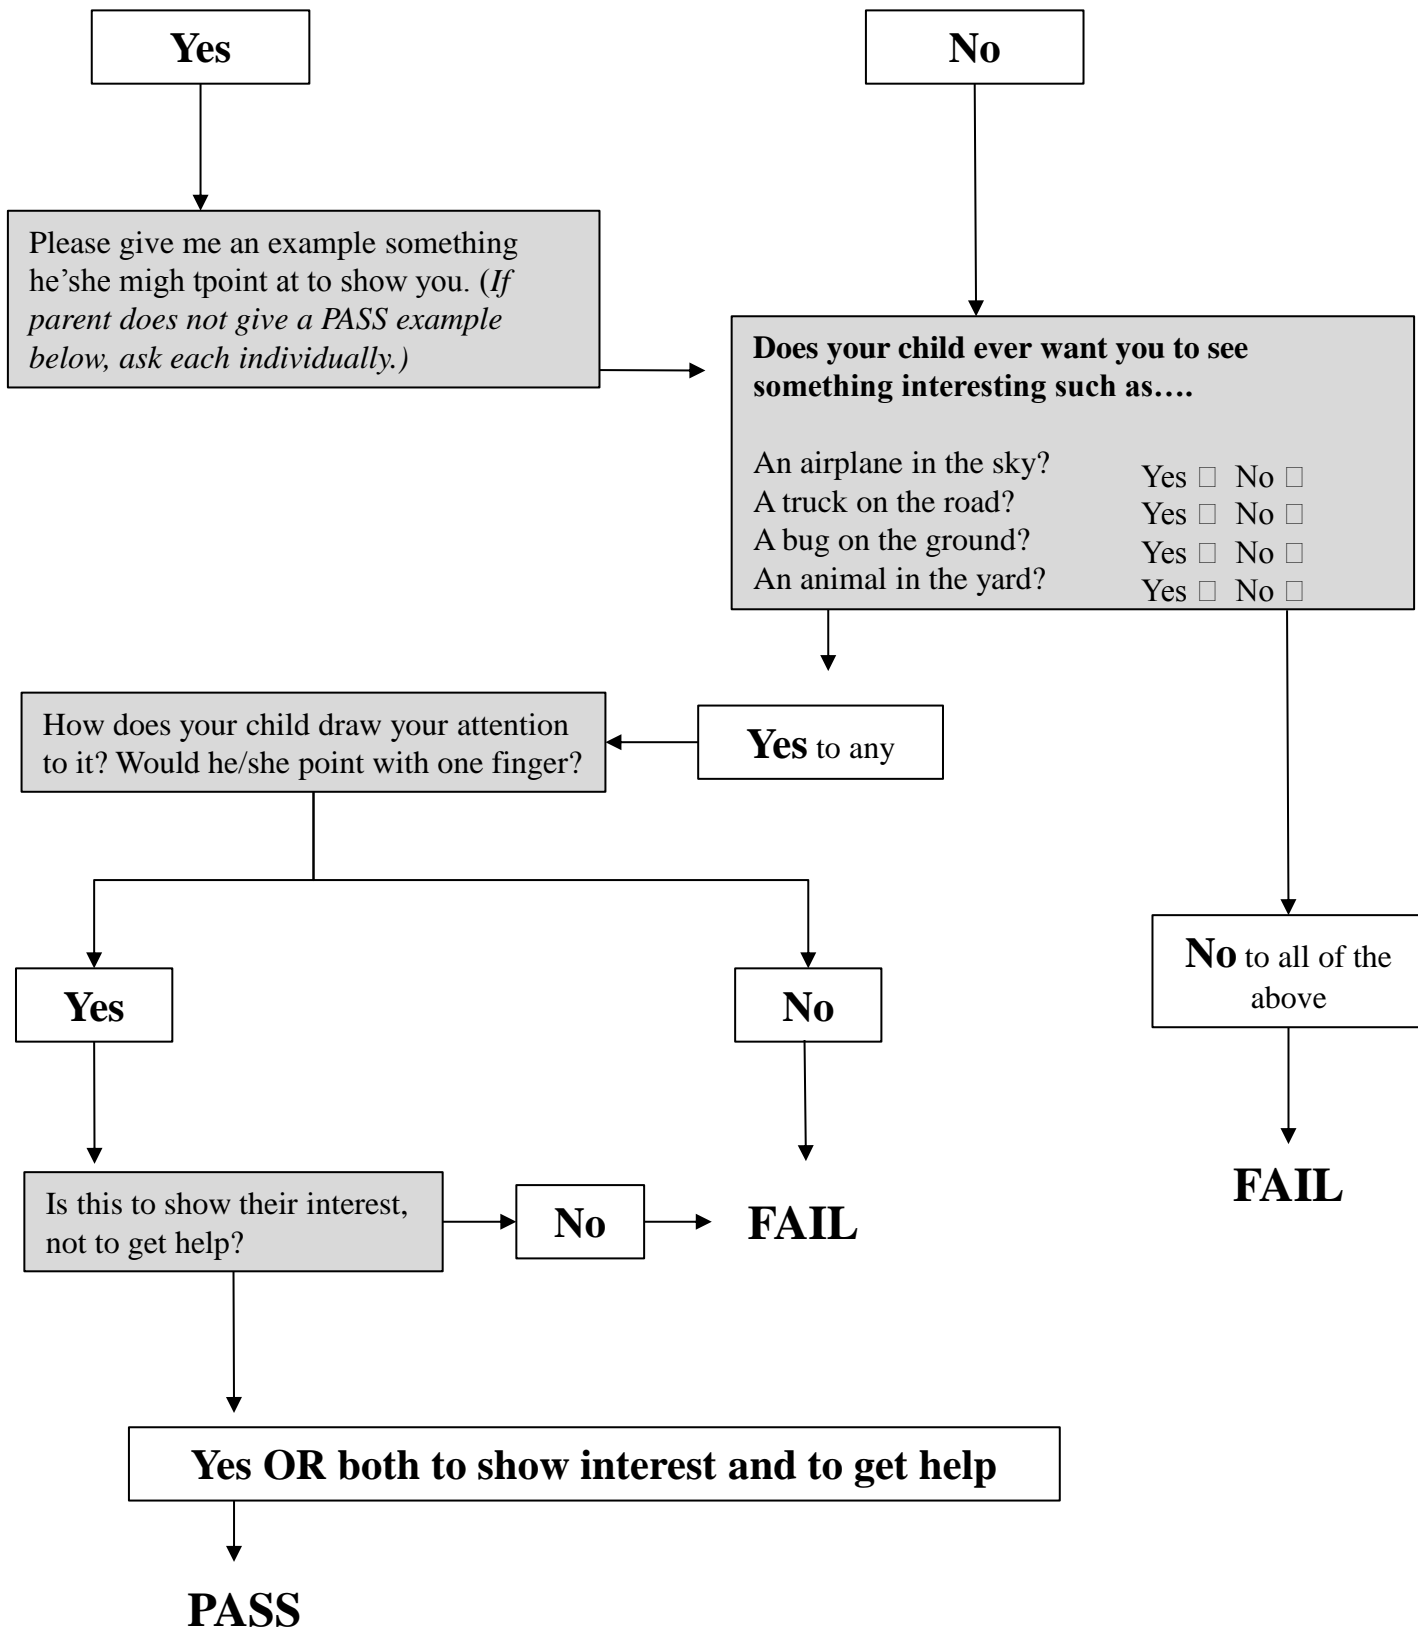 Yes
No
Please give me an example something
he'she migh tpoint at to show you. (If
parent does not give a PASS example
below, ask each individually.)
Does your child ever want you to see
something interesting such as….
An airplane in the sky? Yes □ No □
A truck on the road? Yes □ No □
A bug on the ground? Yes □ No □
An animal in the yard? Yes □ No □
How does your child draw your attention
to it? Would he/she point with one finger?
Yes to any
Yes
No
No to all of the
above
Is this to show their interest,
not to get help?
No
FAIL
FAIL
Yes OR both to show interest and to get help
PASS